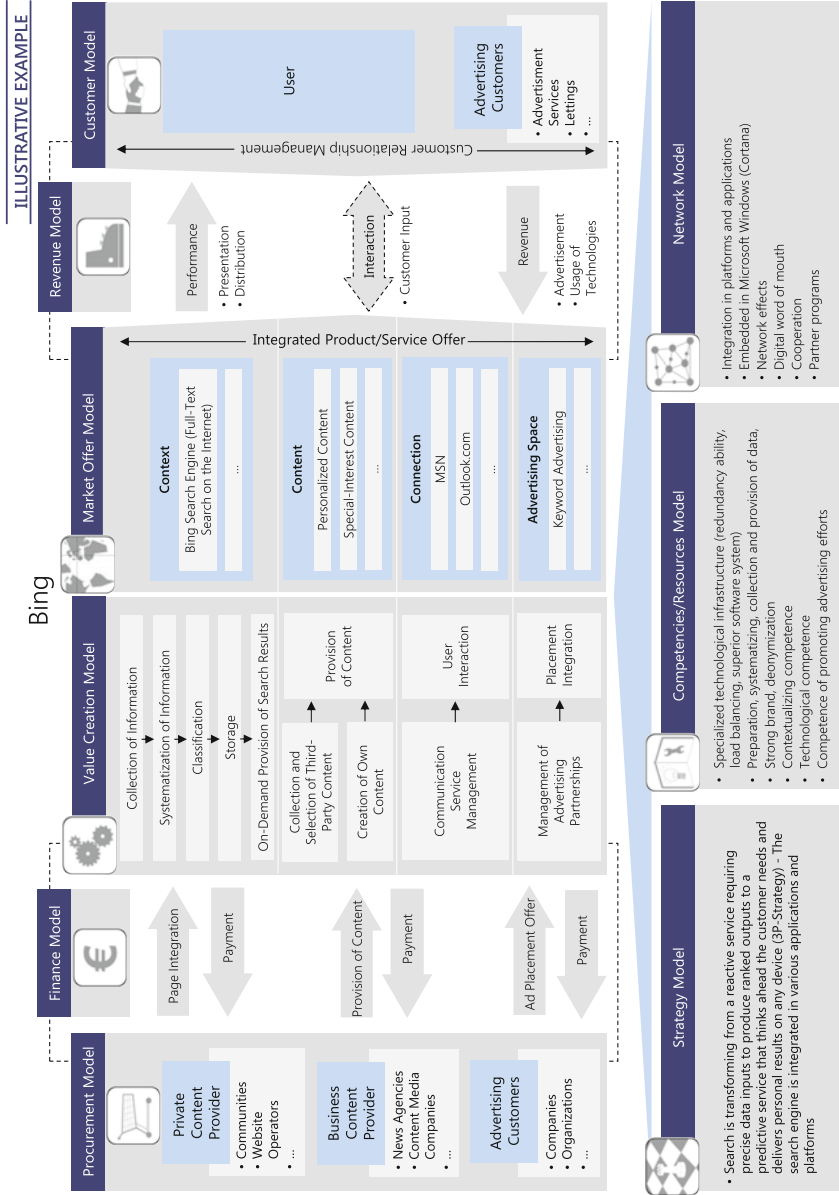 Bing
ILLUSTRATIVE EXAMPLE
Finance Model
Revenue Model
Procurement Model
Private
Content
Provider
• Communities
• Website
Operators
• ...
Business
Content
Provider
• News Agencies
• Content Media
Companies
• ...
Advertising
Customers
• Companies
• Organizations
• ...
Page Integration
Payment
Provision of Content
Payment
Ad Placement Offer
Payment
Value Creation Model
Collection of Information
Systematization of Information
Classification
Storage
On-Demand Provision of Search Results
Collection and
Selection of Third-
Party Content
Creation of Own
Content
Provision
of Content
Communication
Service
Management
User
Interaction
Management of
Advertising
Partnerships
Placement
Integration
Market Offer Model
Context
Bing Search Engine (Full-Text
Search on the Internet)
...
Content
Personalized Content
Special-Interest Content
...
Connection
MSN
Outlook.com
...
Advertising Space
Keyword Advertising
...
Integrated Product/Service Offer
Performance
• Presentation
• Distribution
Interaction
• Customer Input
Revenue
• Advertisement
• Usage of
Technologies
Customer Model
Customer Relationship Management
User
Advertising
Customers
• Advertisment
Services
• Lettings
• ...
Strategy Model
• Search is transforming from a reactive service requiring
precise data inputs to produce ranked outputs to a
predictive service that thinks ahead the customer needs and
delivers personal results on any device (3P-Strategy) - The
search engine is integrated in various applications and
platforms
Competencies/Resources Model
• Specialized technological infrastructure (redundancy ability,
load balancing, superior software system)
• Preparation, systematizing, collection and provision of data,
• Strong brand, deonymization
• Contextualizing competence
• Technological competence
• Competence of promoting advertising efforts
Network Model
• Integration in platforms and applications
• Embedded in Microsoft Windows (Cortana)
• Network effects
• Digital word of mouth
• Cooperation
• Partner programs